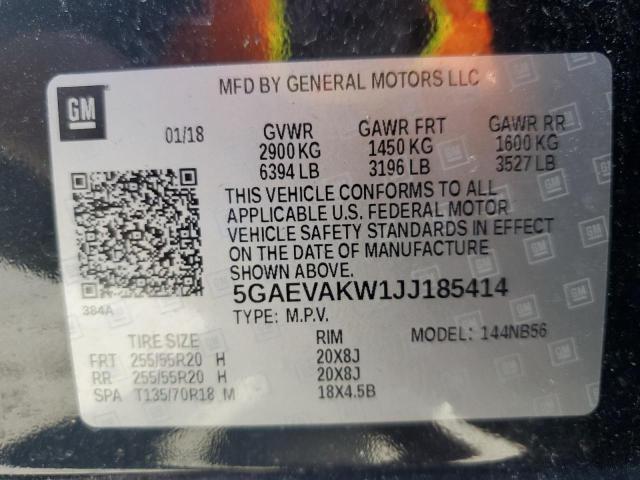 GM
MFD BY GENERAL MOTORS LLC
01/18 GVWR GAWR FRT GAWR RR
2900 KG 1450 KG 1600 KG
6394 LB 3196 LB 3527 LB
THIS VEHICLE CONFORMS TO ALL
APPLICABLE U.S. FEDERAL MOTOR
VEHICLE SAFETY STANDARDS IN EFFECT
ON THE DATE OF MANUFACTURE
SHOWN ABOVE.
384A 5GAEVAKW1JJ185414
TYPE: M.P.V. MODEL: 144NB56
TIRE SIZE RIM
FRT 255/55R20 H 20X8J
RR 255/55R20 H 20X8J
SPA T135/70R18 M 18X4.5B